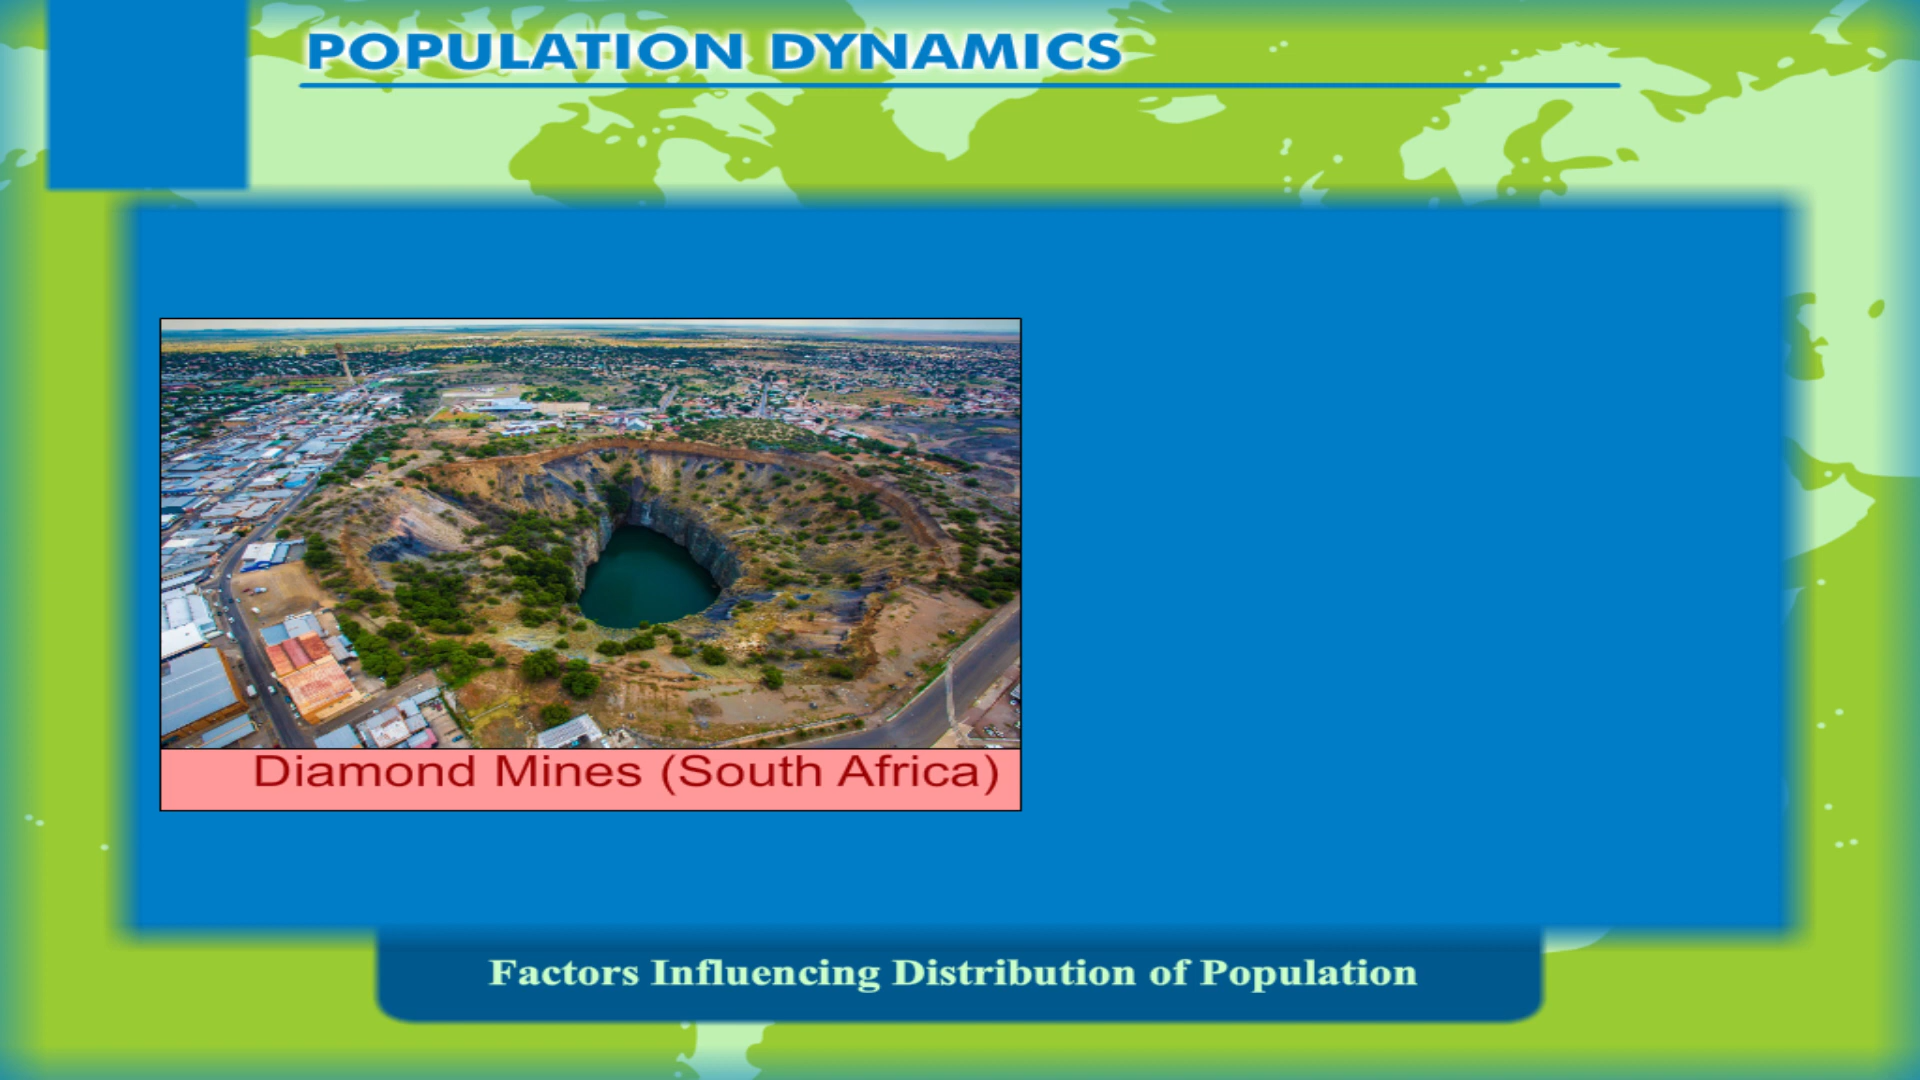 POPULATION DYNAMICS
Diamond Mines (South Africa)
Factors Influencing Distribution of Population